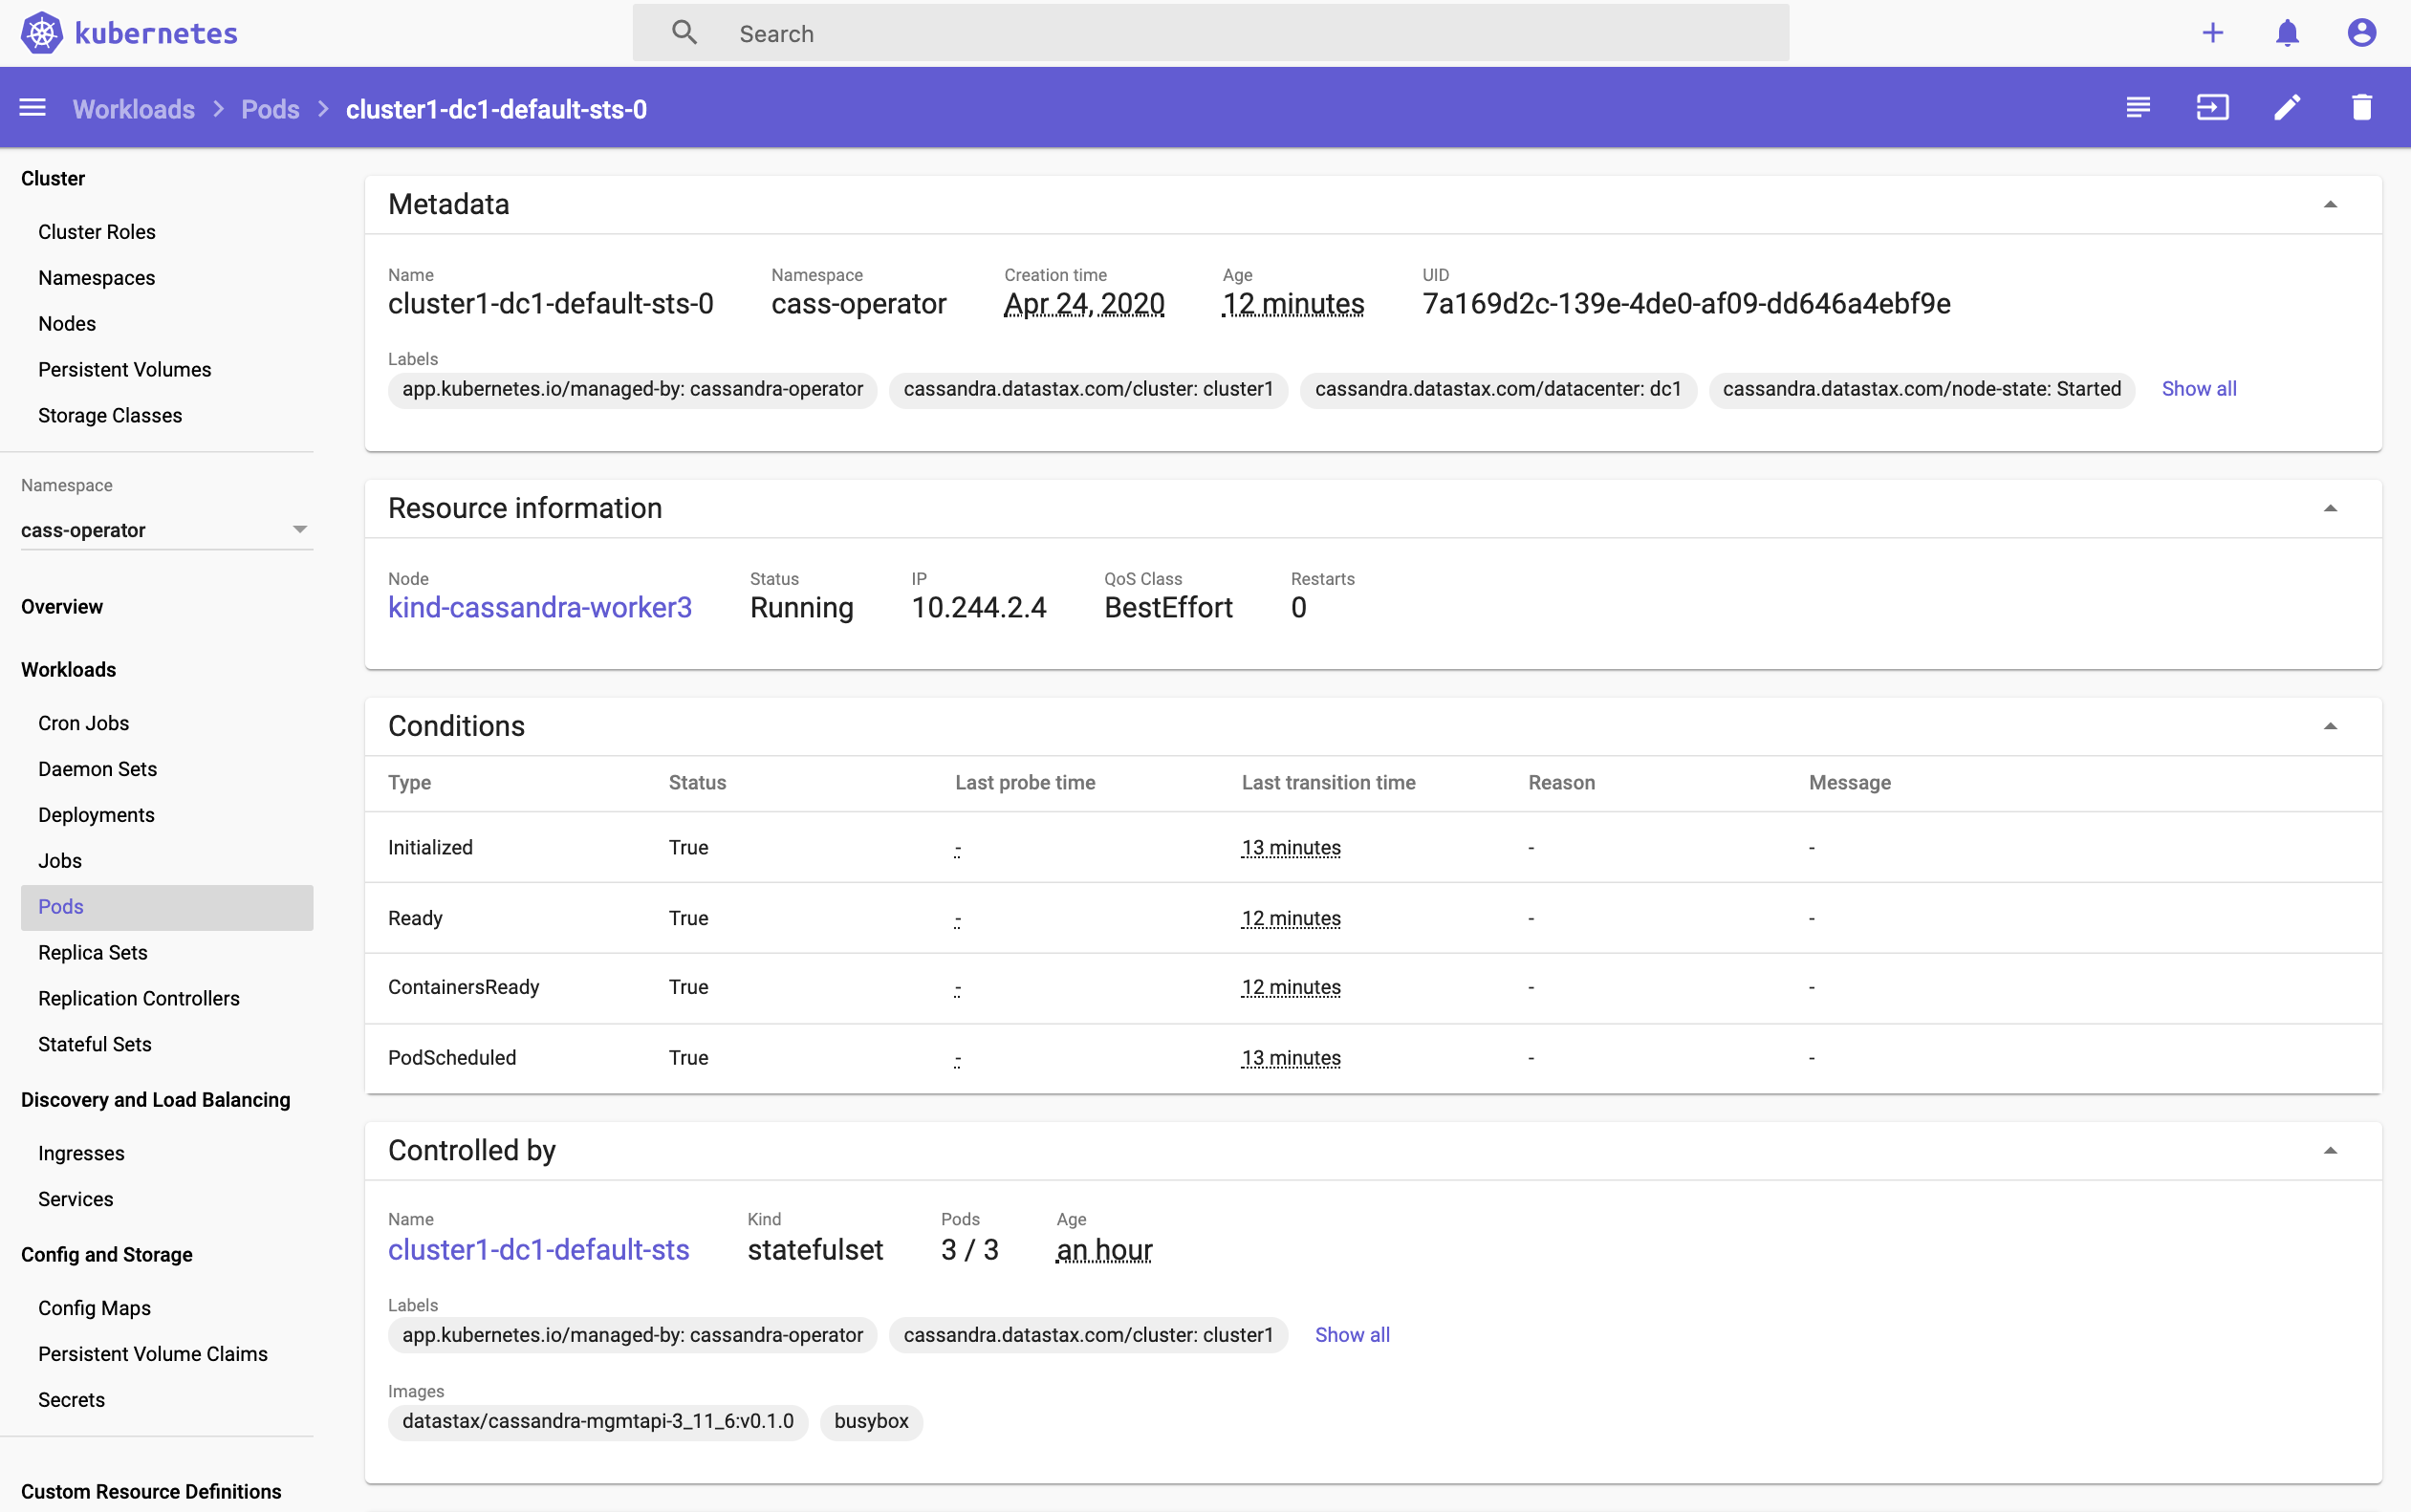 kubernetes
Search
Workloads > Pods > cluster1-dc1-default-sts-0
Cluster
Cluster Roles
Namespaces
Nodes
Persistent Volumes
Storage Classes
Namespace
cass-operator
Overview
Workloads
Cron Jobs
Daemon Sets
Deployments
Jobs
Pods
Replica Sets
Replication Controllers
Stateful Sets
Discovery and Load Balancing
Ingresses
Services
Config and Storage
Config Maps
Persistent Volume Claims
Secrets
Custom Resource Definitions
Metadata
Name Namespace Creation time Age UID
cluster1-dc1-default-sts-0 cass-operator Apr 24, 2020 12 minutes 7a169d2c-139e-4de0-af09-dd646a4ebf9e
Labels
app.kubernetes.io/managed-by: cassandra-operator cassandra.datastax.com/cluster: cluster1 cassandra.datastax.com/datacenter: dc1 cassandra.datastax.com/node-state: Started Show all
Resource information
Node Status IP QoS Class Restarts
kind-cassandra-worker3 Running 10.244.2.4 BestEffort 0
Conditions
Type Status Last probe time Last transition time Reason Message
Initialized True - 13 minutes - -
Ready True - 12 minutes - -
ContainersReady True - 12 minutes - -
PodScheduled True - 13 minutes - -
Controlled by
Name Kind Pods Age
cluster1-dc1-default-sts statefulset 3 / 3 an hour
Labels
app.kubernetes.io/managed-by: cassandra-operator cassandra.datastax.com/cluster: cluster1 Show all
Images
datastax/cassandra-mgmtapi-3_11_6:v0.1.0 busybox